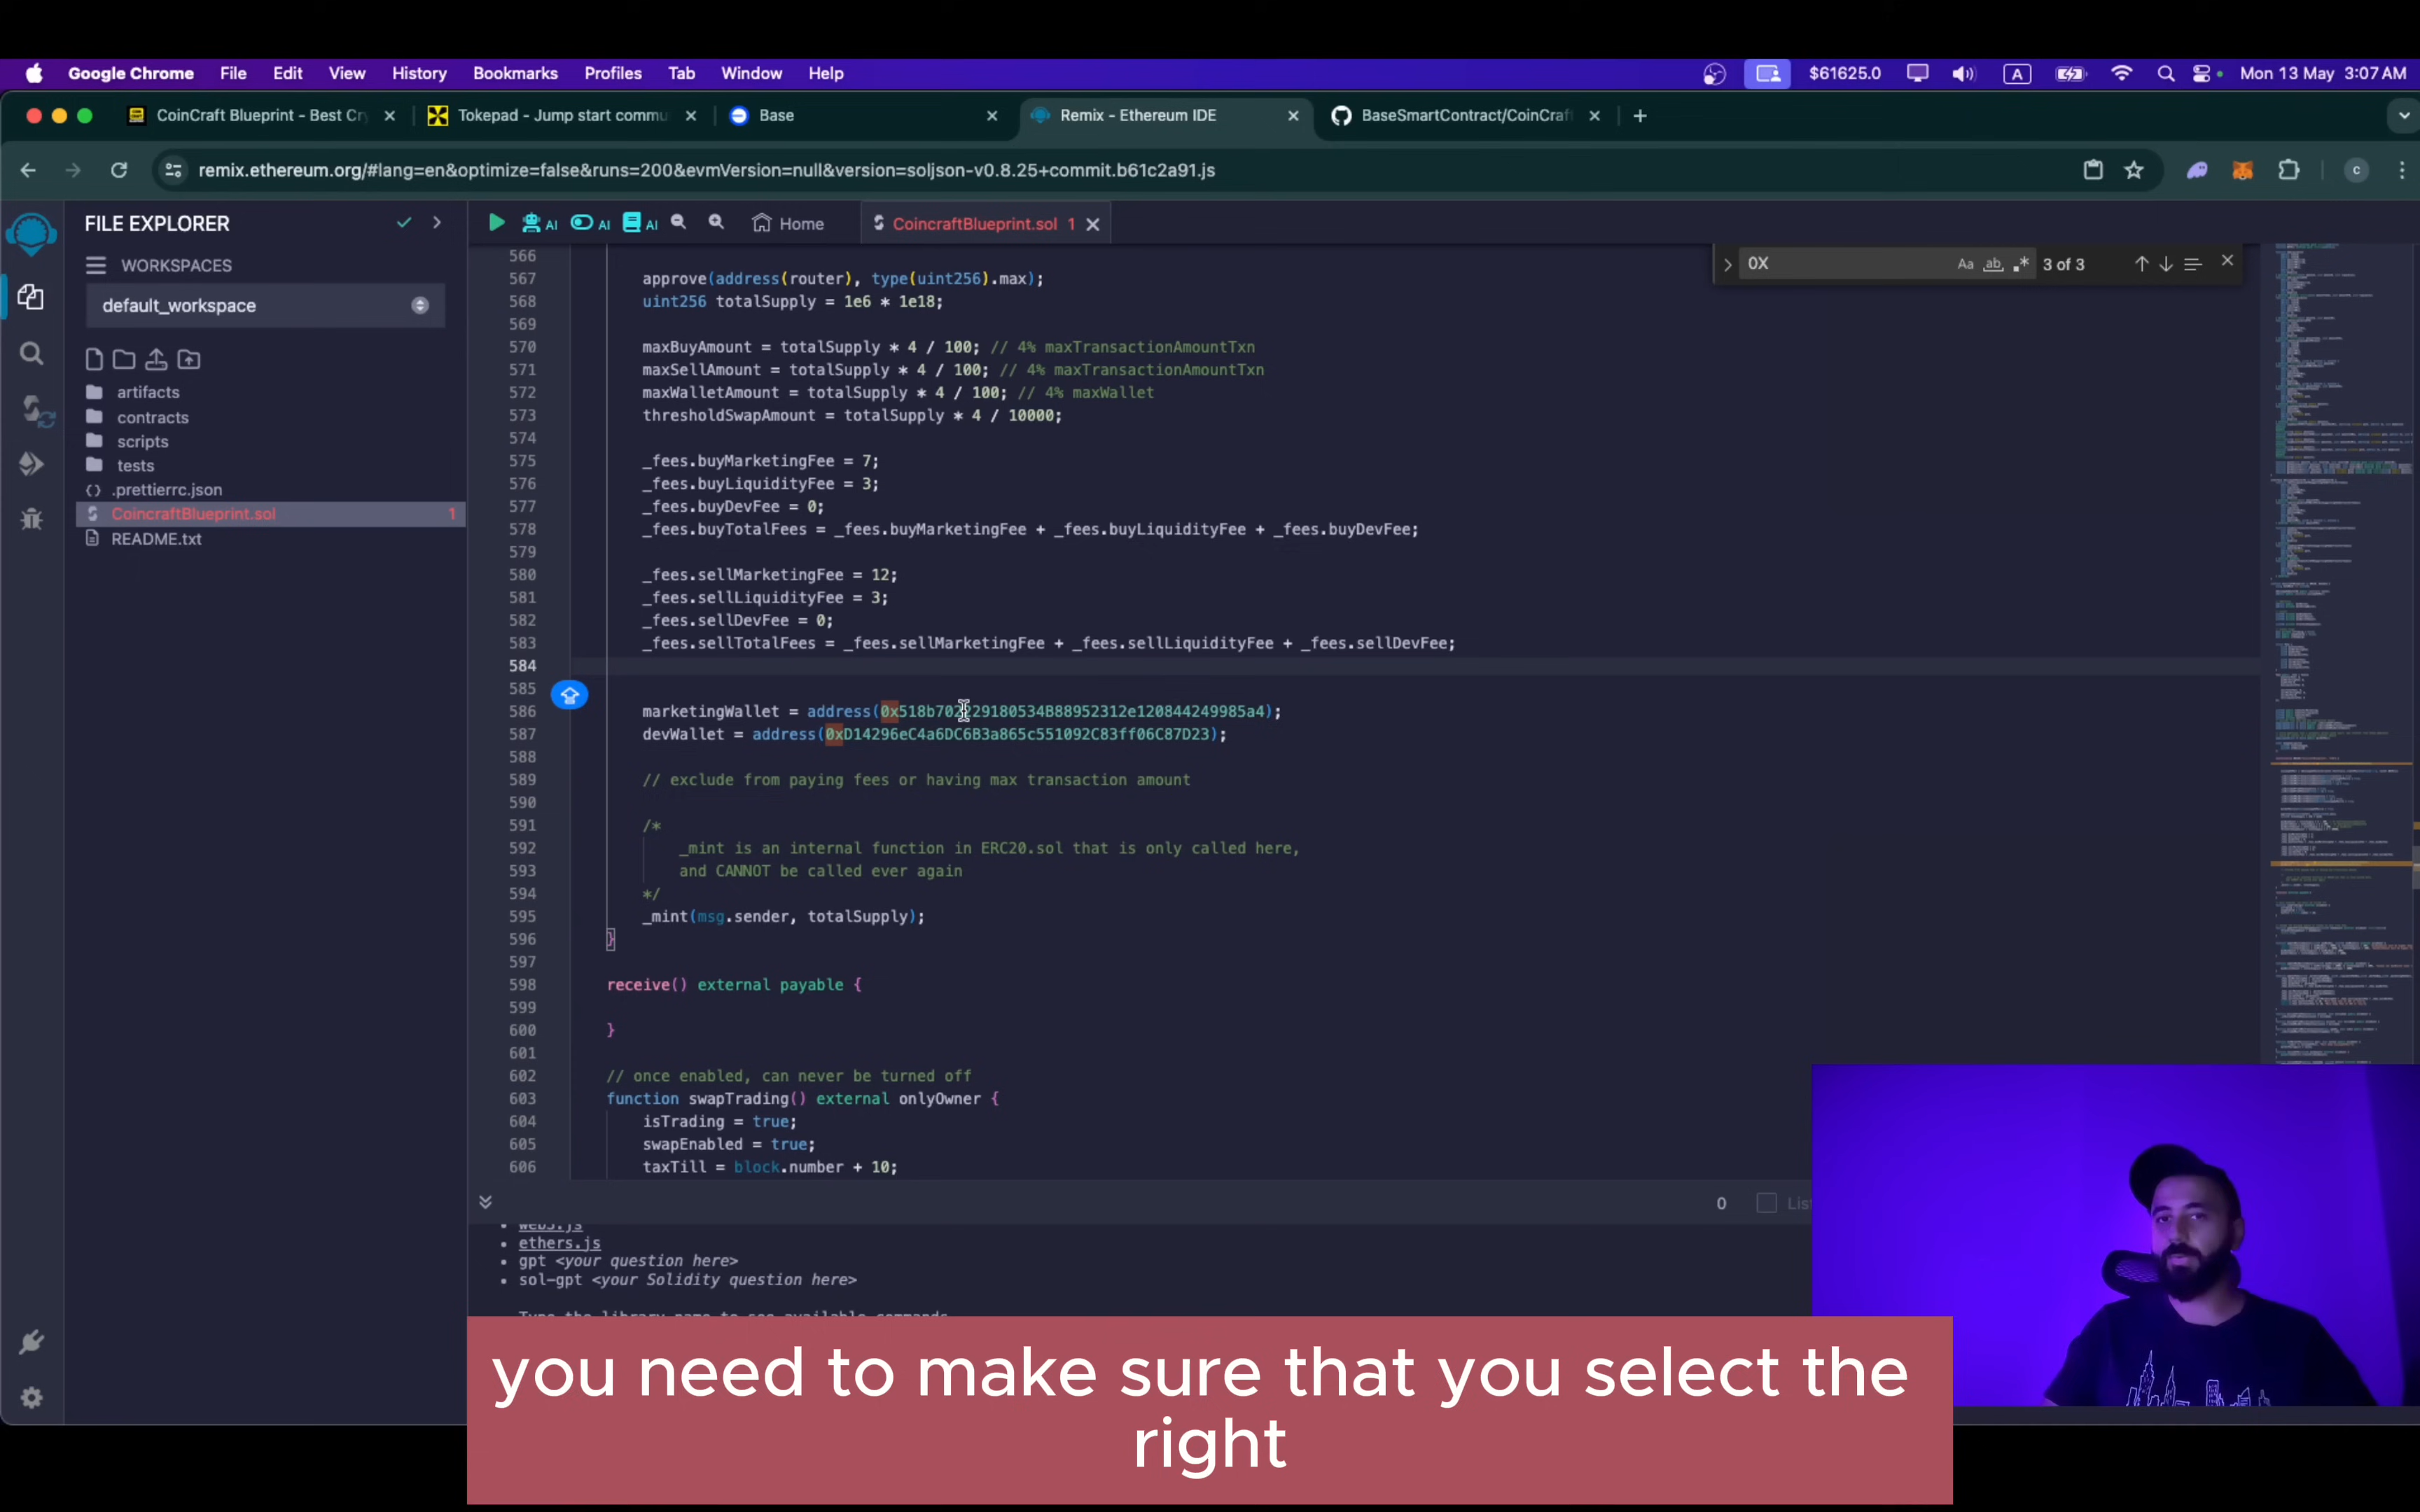 Google Chrome File Edit View History Bookmarks Profiles Tab Window Help $61625.0 A Mon 13 May 3:07 AM
CoinCraft Blueprint - Best Cry Tokepad - Jump start commu Base Remix - Ethereum IDE BaseSmartContract/CoinCraft
remix.ethereum.org/#lang=en&optimize=false&runs=200&evmVersion=null&version=soljson-v0.8.25+commit.b61c2a91.js c
FILE EXPLORER
WORKSPACES
default_workspace
artifacts
contracts
scripts
tests
.prettierrc.json
CoincraftBlueprint.sol 1
README.txt
AI AI AI Home CoincraftBlueprint.sol 1
0X Aa ab 3 of 3
566
567 approve(address(router), type(uint256).max);
568 uint256 totalSupply = 1e6 * 1e18;
569
570 maxBuyAmount = totalSupply * 4 / 100; // 4% maxTransactionAmountTxn
571 maxSellAmount = totalSupply * 4 / 100; // 4% maxTransactionAmountTxn
572 maxWalletAmount = totalSupply * 4 / 100; // 4% maxWallet
573 thresholdSwapAmount = totalSupply * 4 / 10000;
574
575 _fees.buyMarketingFee = 7;
576 _fees.buyLiquidityFee = 3;
577 _fees.buyDevFee = 0;
578 _fees.buyTotalFees = _fees.buyMarketingFee + _fees.buyLiquidityFee + _fees.buyDevFee;
579
580 _fees.sellMarketingFee = 12;
581 _fees.sellLiquidityFee = 3;
582 _fees.sellDevFee = 0;
583 _fees.sellTotalFees = _fees.sellMarketingFee + _fees.sellLiquidityFee + _fees.sellDevFee;
584
585
586 marketingWallet =
587 devWallet = address(0xD14296eC4a6DC6B3a865c551092C83ff06C87D23);
588
589 // exclude from paying fees or having max transaction amount
590
591 /*
592 _mint is an internal function in ERC20.sol that is only called here,
593 and CANNOT be called ever again
594 */
595 _mint(msg.sender, totalSupply);
596 }
597
598 receive() external payable {
599
600 }
601
602 // once enabled, can never be turned off
603 function swapTrading() external onlyOwner {
604 isTrading = true;
605 swapEnabled = true;
606 taxTill = block.number + 10;
0
web3.js
ethers.js
gpt <your question here>
sol-gpt <your Solidity question here>
you need to make sure that you select the
right